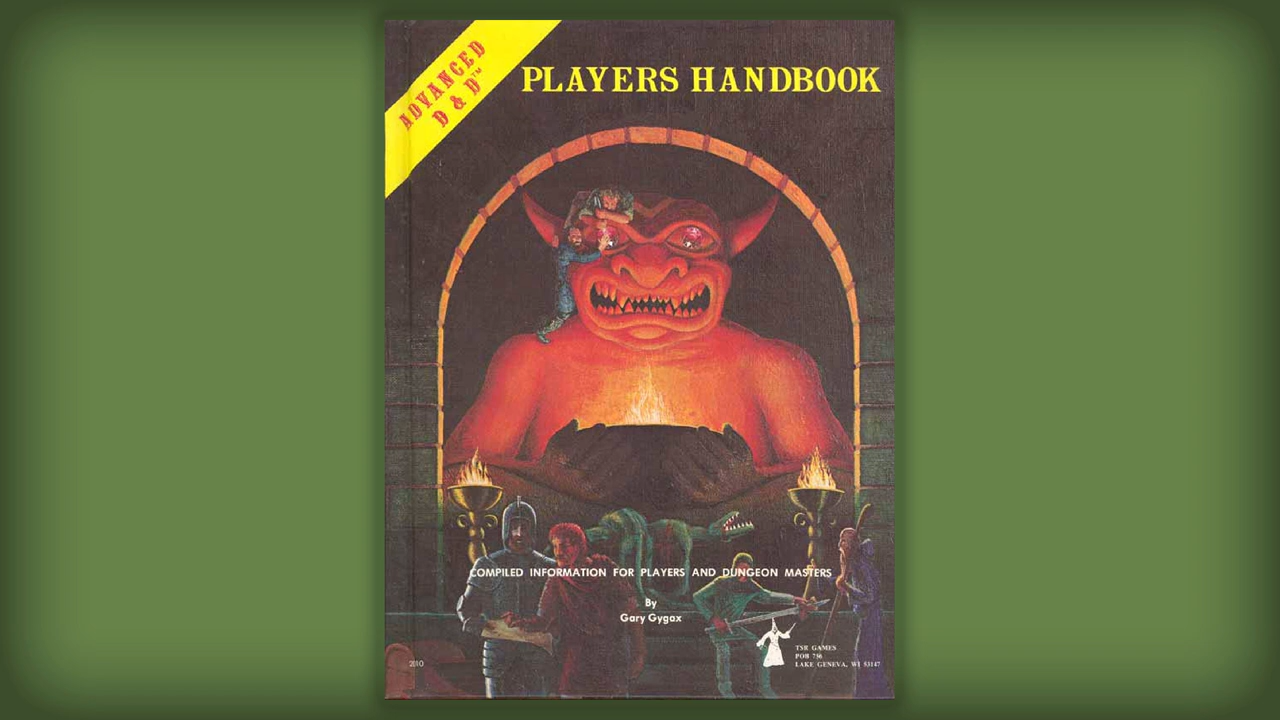 ADVANCED
D & D™
PLAYERS HANDBOOK
COMPILED INFORMATION FOR PLAYERS AND DUNGEON MASTERS
By
Gary Gygax
TSR GAMES
POB 756
LAKE GENEVA, WI 53147
2010